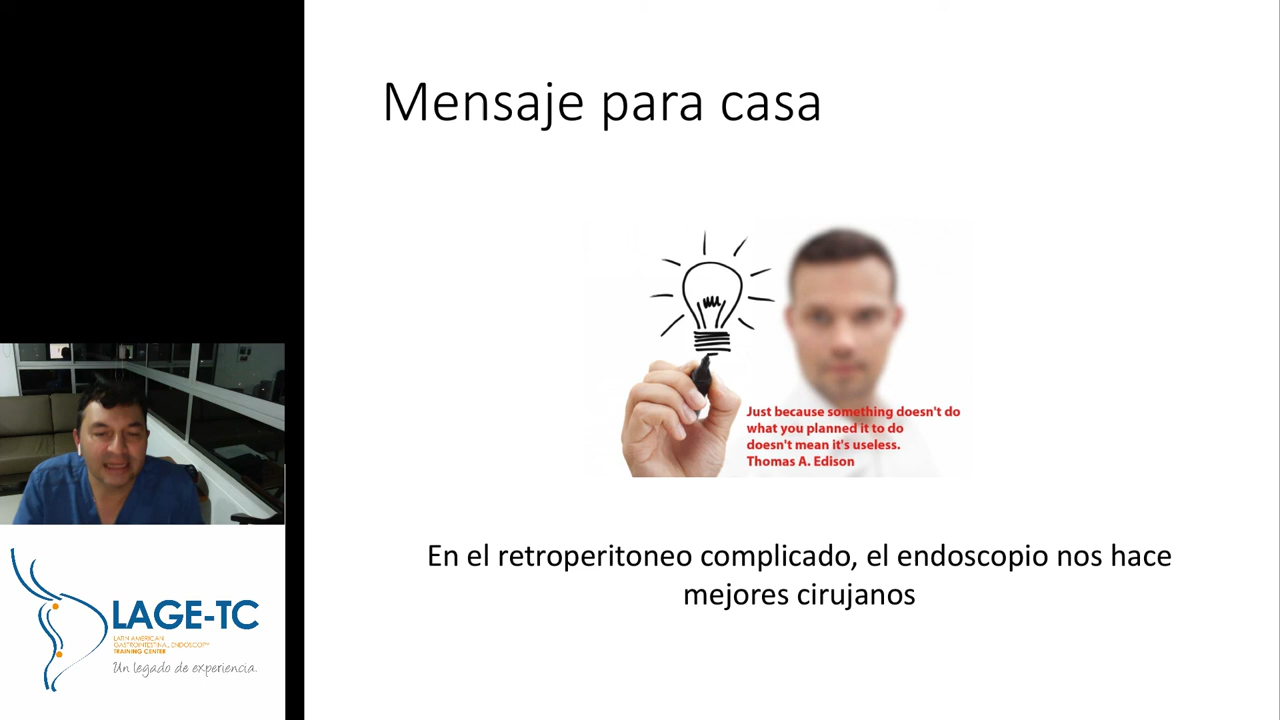 Mensaje para casa
Just because something doesn't do
what you planned it to do
doesn't mean it's useless.
Thomas A. Edison
En el retroperitoneo complicado, el endoscopio nos hace
mejores cirujanos
LAGE-TC
LATIN AMERICAN
GASTROINTESTINAL ENDOSCOPY
TRAINING CENTER
Un legado de experiencia.